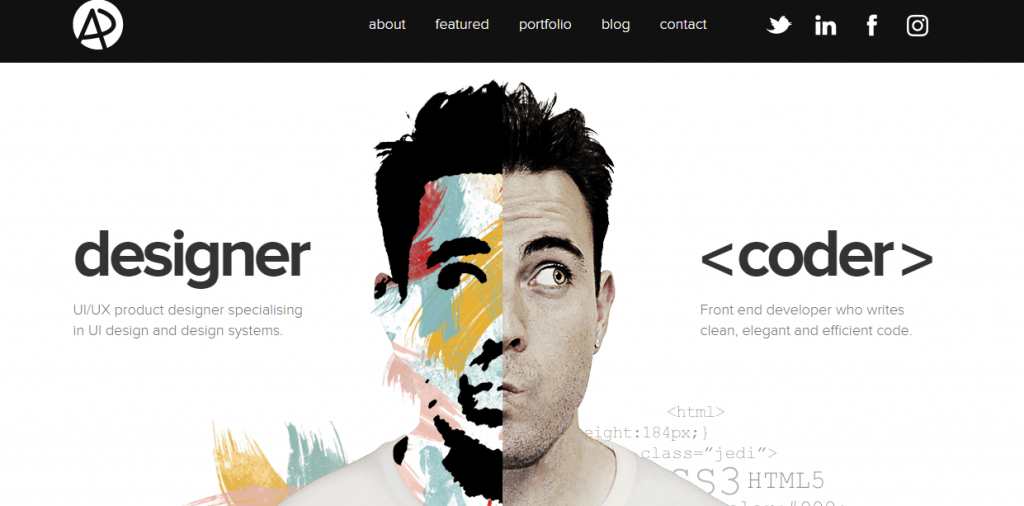 AP
about featured portfolio blog contact
designer
UI/UX product designer specialising
in UI design and design systems.
<coder>
Front end developer who writes
clean, elegant and efficient code.
<html>
eight:184px;}
class="jedi">
SS3 HTML5